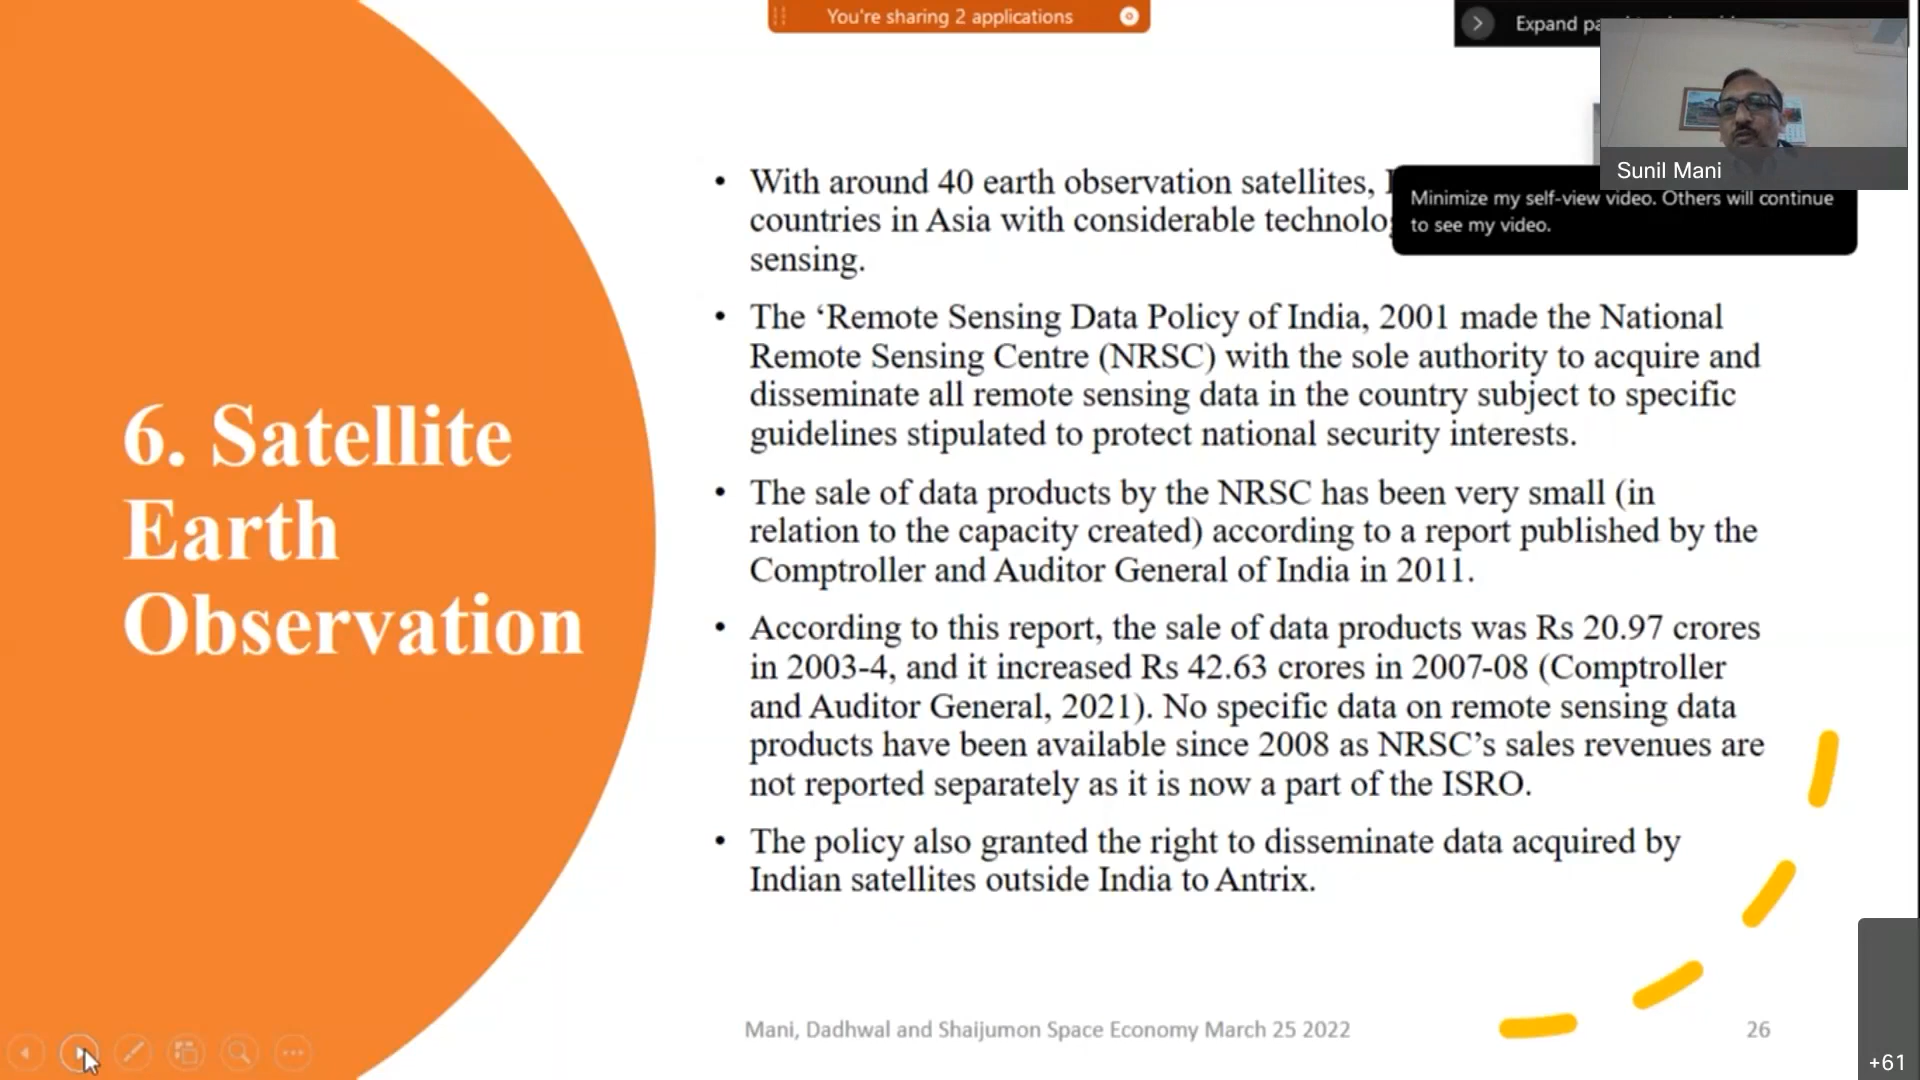 You're sharing 2 applications
Expand pa
Sunil Mani
Minimize my self-view video. Others will continue
to see my video.
6. Satellite
Earth
Observation
• With around 40 earth observation satellites,
countries in Asia with considerable
sensing.
• The ‘Remote Sensing Data Policy of India, 2001 made the National
Remote Sensing Centre (NRSC) with the sole authority to acquire and
disseminate all remote sensing data in the country subject to specific
guidelines stipulated to protect national security interests.
• The sale of data products by the NRSC has been very small (in
relation to the capacity created) according to a report published by the
Comptroller and Auditor General of India in 2011.
• According to this report, the sale of data products was Rs 20.97 crores
in 2003-4, and it increased Rs 42.63 crores in 2007-08 (Comptroller
and Auditor General, 2021). No specific data on remote sensing data
products have been available since 2008 as NRSC’s sales revenues are
not reported separately as it is now a part of the ISRO.
• The policy also granted the right to disseminate data acquired by
Indian satellites outside India to Antrix.
Mani, Dadhwal and Shaijumon Space Economy March 25 2022
26
+61